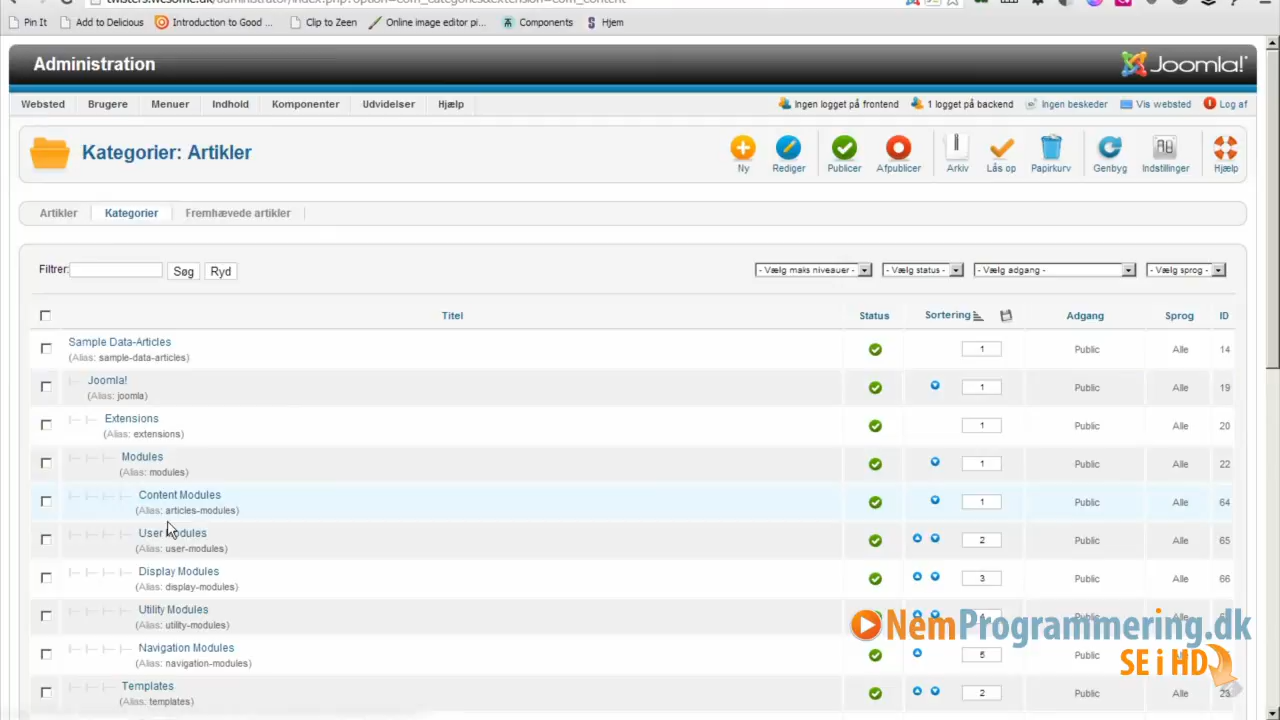 Pin It Add to Delicious Introduction to Good ... Clip to Zeen Online image editor pi... Components Hjem
Administration
Joomla!
Websted Brugere Menuer Indhold Komponenter Udvidelser Hjælp
Ingen logget på frontend 1 logget på backend Ingen beskeder Vis websted Log af
Kategorier: Artikler
Ny Rediger Publicer Afpublicer Arkiv Lås op Papirkurv Genbyg Indstillinger Hjælp
Artikler Kategorier Fremhævede artikler
Filtrer: Søg Ryd - Vælg maks niveauer - - Vælg status - - Vælg adgang - - Vælg sprog -
Titel Status Sortering Adgang Sprog ID
Sample Data-Articles 1 Public Alle 14
(Alias: sample-data-articles)
Joomla! 1 Public Alle 19
(Alias: joomla)
Extensions 1 Public Alle 20
(Alias: extensions)
Modules 1 Public Alle 22
(Alias: modules)
Content Modules 1 Public Alle 64
(Alias: articles-modules)
User Modules 2 Public Alle 65
(Alias: user-modules)
Display Modules 3 Public Alle 66
(Alias: display-modules)
Utility Modules
(Alias: utility-modules)
NemProgrammering.dk
Navigation Modules 5 Public
(Alias: navigation-modules)
SE i HD
Templates 2 Public Alle
(Alias: templates)